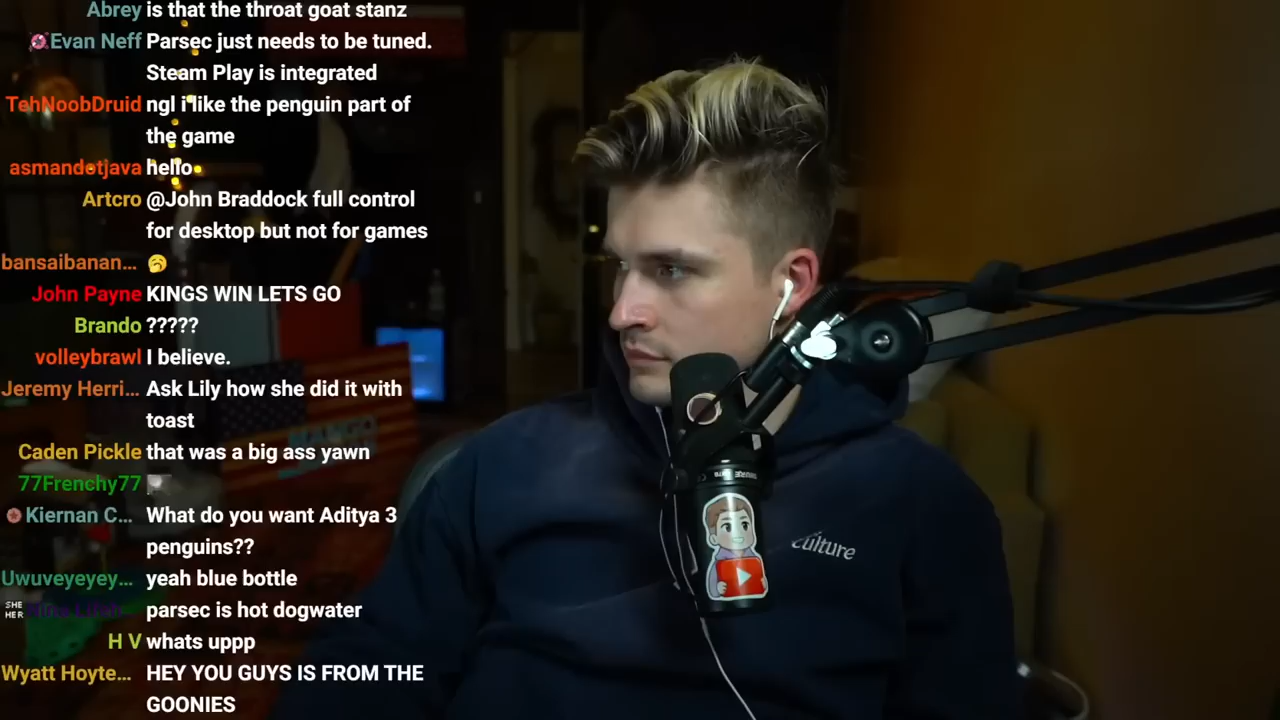 Abrey is that the throat goat stanz
Evan Neff Parsec just needs to be tuned.
Steam Play is integrated
TehNoobDruid ngl i like the penguin part of
the game
asmandotjava hello
Artcro @John Braddock full control
for desktop but not for games
bansaibanan...
John Payne KINGS WIN LETS GO
Brando ?????
volleybrawl I believe.
Jeremy Herri... Ask Lily how she did it with
toast
Caden Pickle that was a big ass yawn
77Frenchy77
Kiernan C... What do you want Aditya 3
penguins??
Uwuveyeyey... yeah blue bottle
SHE
HER
parsec is hot dogwater
H V whats uppp
Wyatt Hoyte... HEY YOU GUYS IS FROM THE
GOONIES
culture